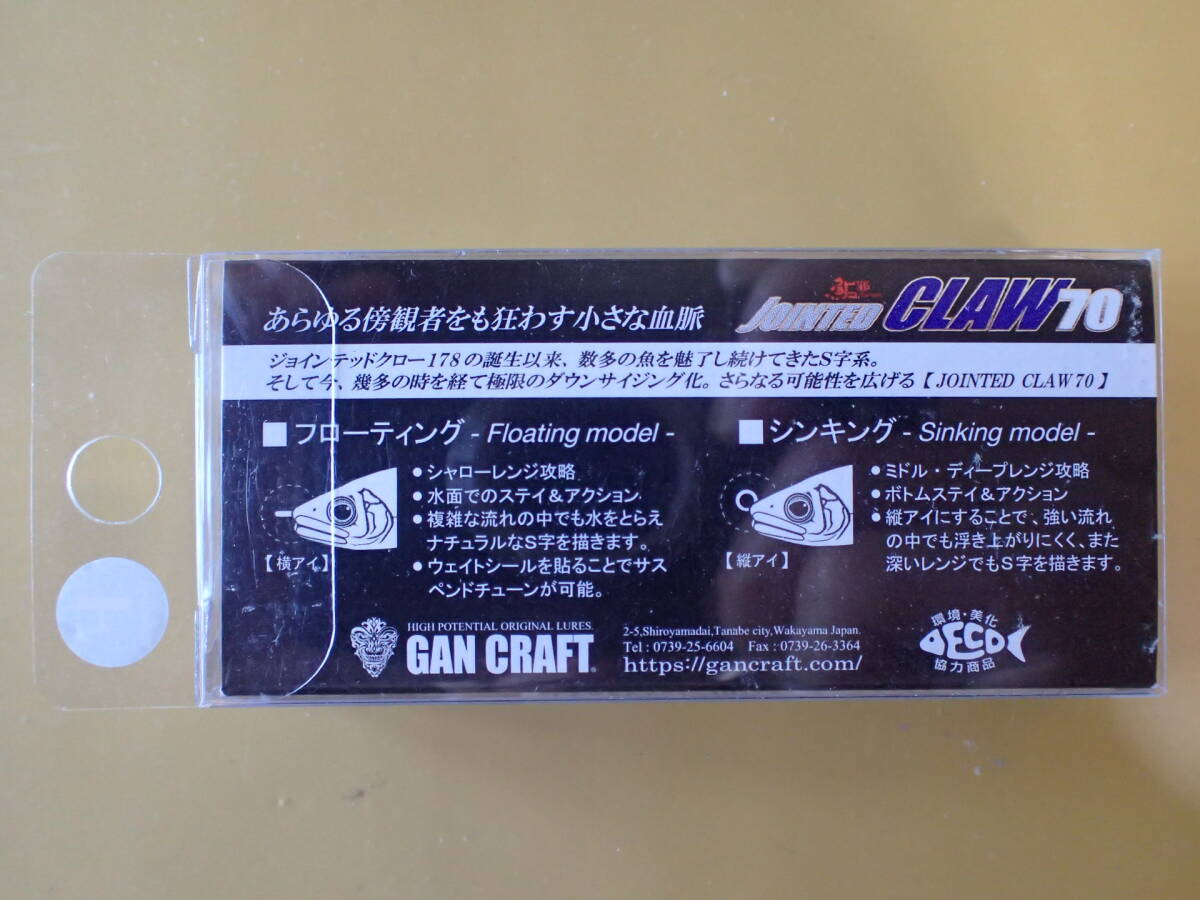 あらゆる傍観者をも狂わす小さな血脈
JOINTED CLAW 70
ジョインテッドクロー178の誕生以来、数多の魚を魅了し続けてきたS字系。
そして今、幾多の時を経て極限のダウンサイジング化。さらなる可能性を広げる【 JOINTED CLAW 70 】
■フローティング - Floating model -
●シャローレンジ攻略
●水面でのステイ&アクション
●複雑な流れの中でも水をとらえ
ナチュラルなS字を描きます。
●ウェイトシールを貼ることでサス
ペンドチューンが可能。
【横アイ】
■シンキング - Sinking model -
●ミドル・ディープレンジ攻略
●ボトムステイ&アクション
●縦アイにすることで、強い流れ
の中でも浮き上がりにくく、また
深いレンジでもS字を描きます。
【縦アイ】
HIGH POTENTIAL ORIGINAL LURES.
GAN CRAFT®
2-5,Shiroyamadai,Tanabe city,Wakayama Japan.
Tel : 0739-25-6604 Fax : 0739-26-3364
https://gancraft.com/
環境・美化
ECO
協力商品